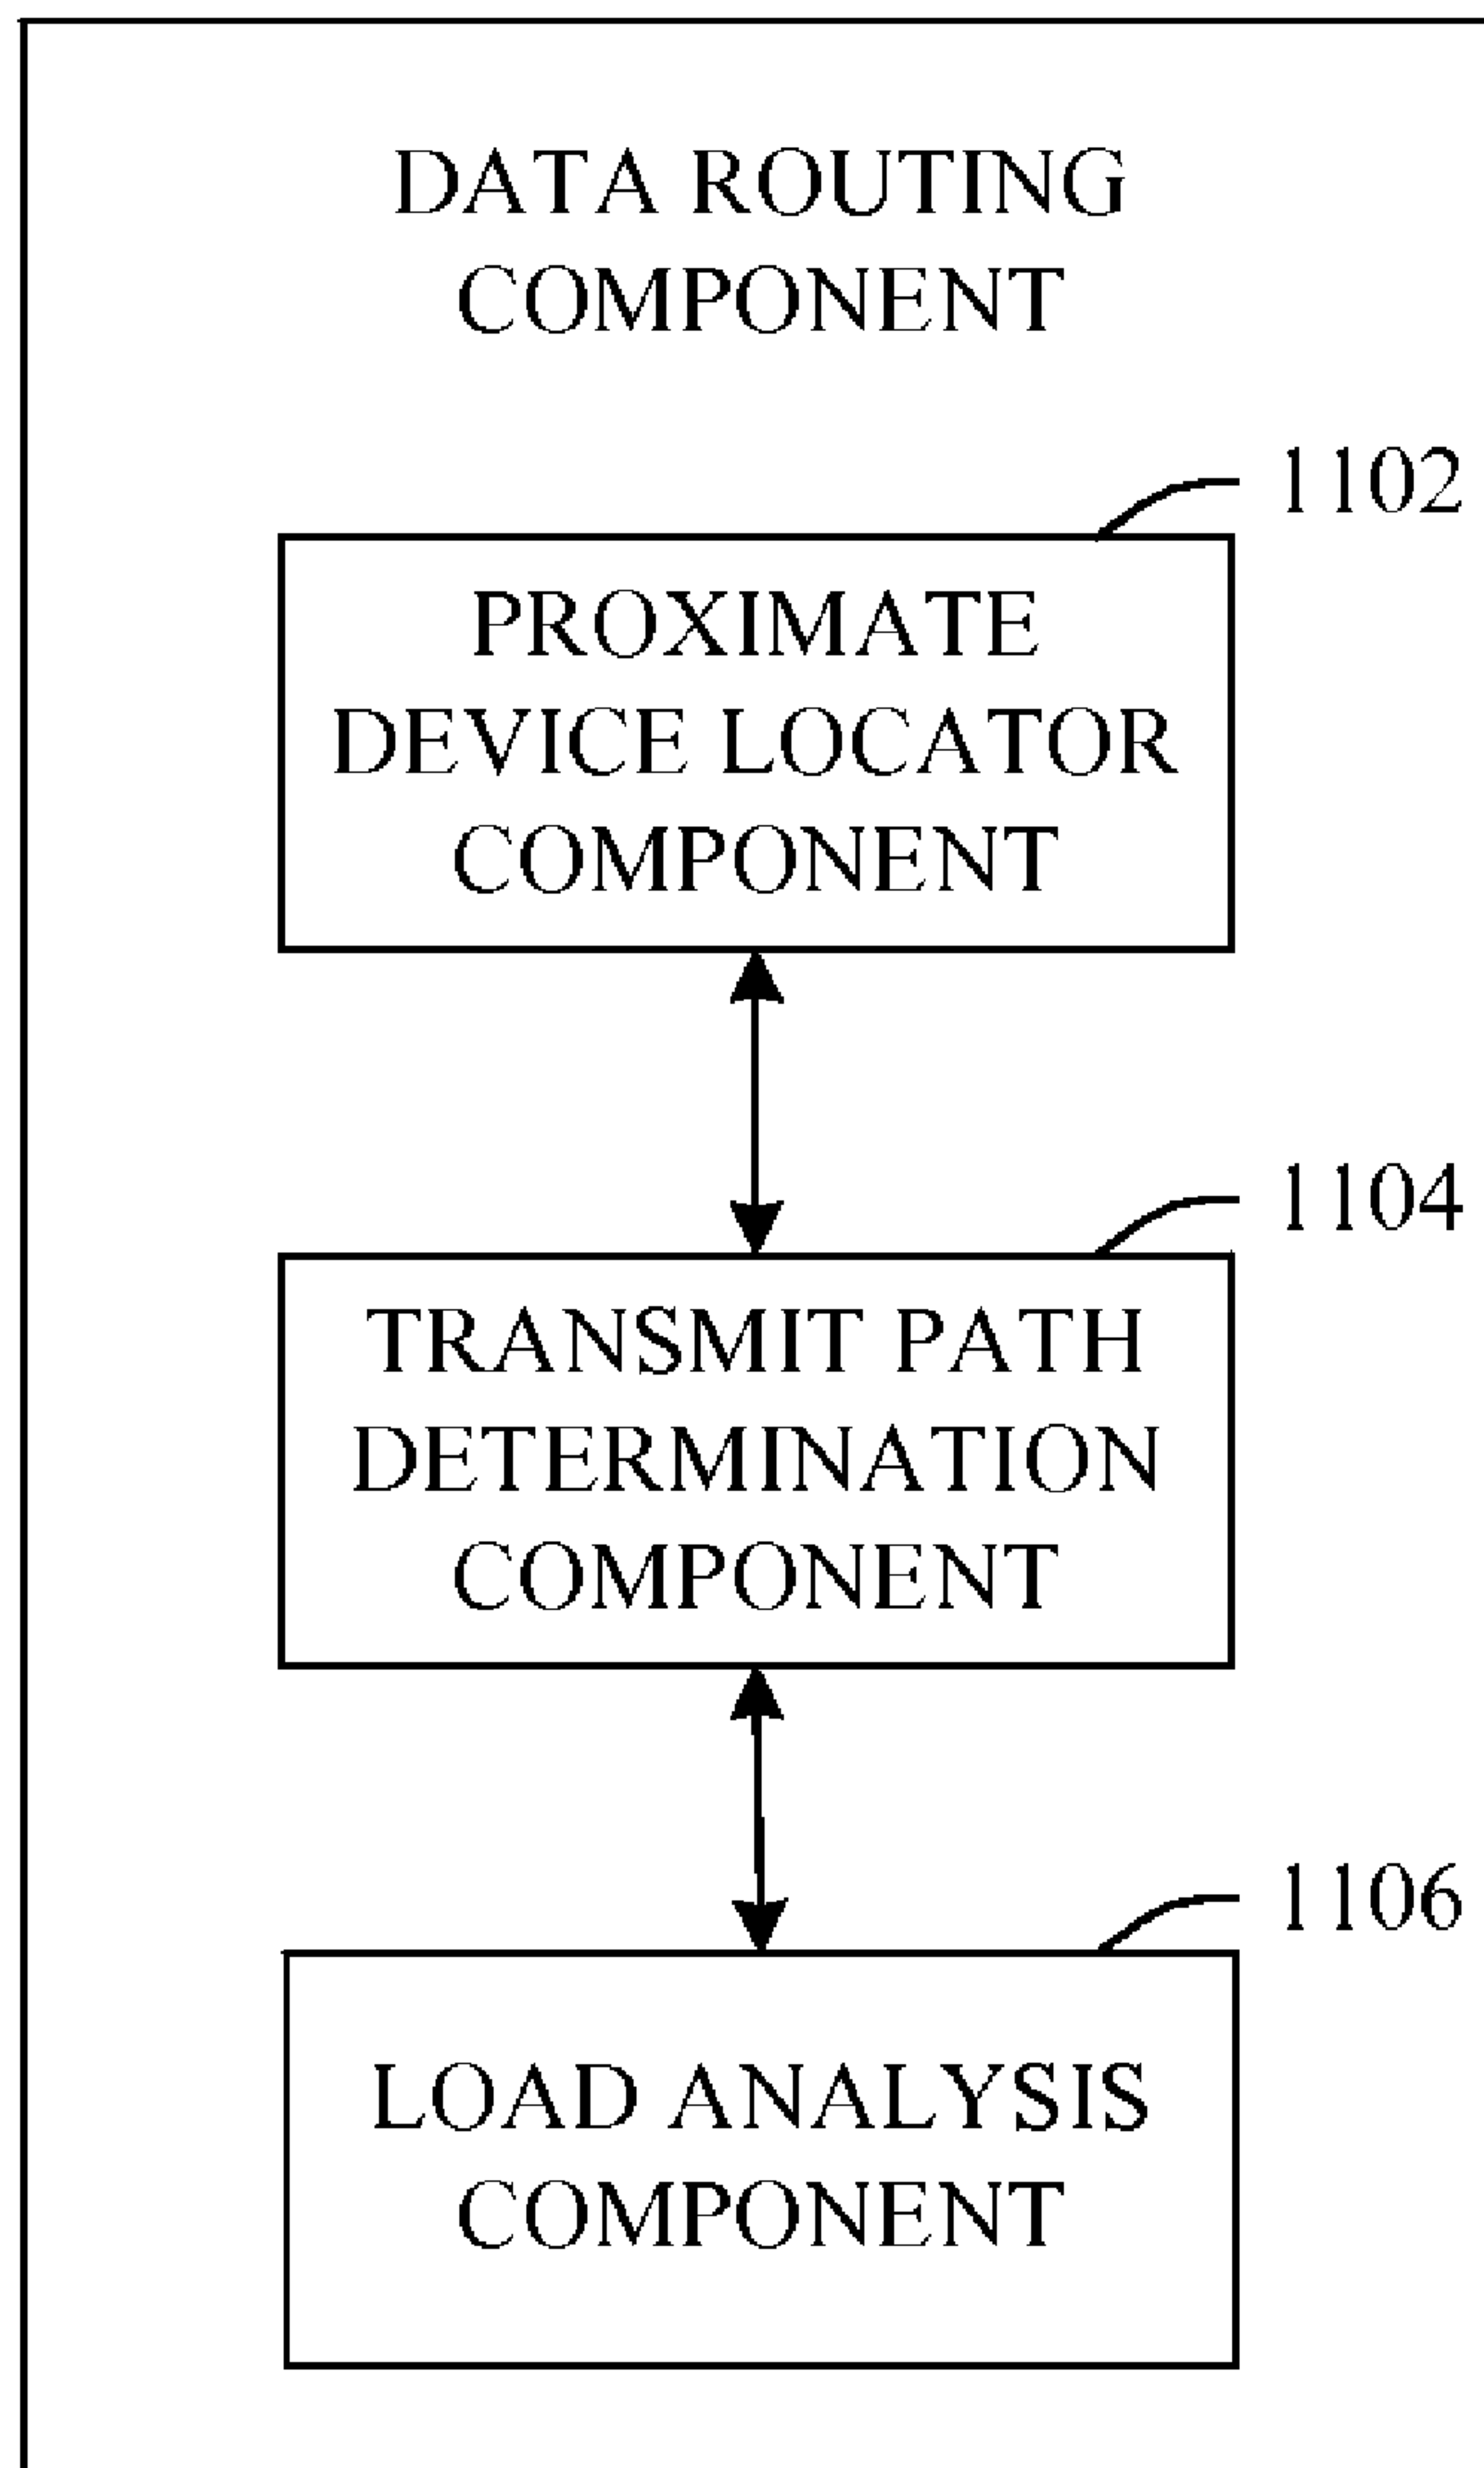 DATA ROUTING
COMPONENT
1102
PROXIMATE
DEVICE LOCATOR
COMPONENT
1104
TRANSMIT PATH
DETERMINATION
COMPONENT
1106
LOAD ANALYSIS
COMPONENT